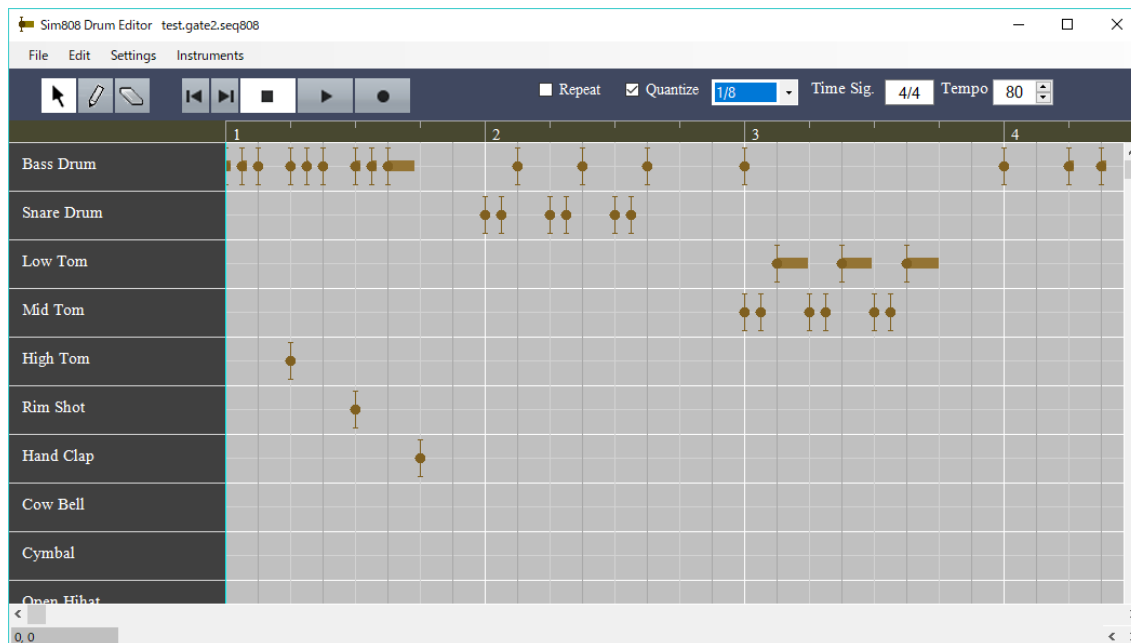 Sim808 Drum Editor   test.gate2.seq808
File   Edit   Settings   Instruments
Repeat   Quantize   1/8   Time Sig.   4/4   Tempo   80
1   2   3   4
Bass Drum
Snare Drum
Low Tom
Mid Tom
High Tom
Rim Shot
Hand Clap
Cow Bell
Cymbal
Open Hihat
0, 0